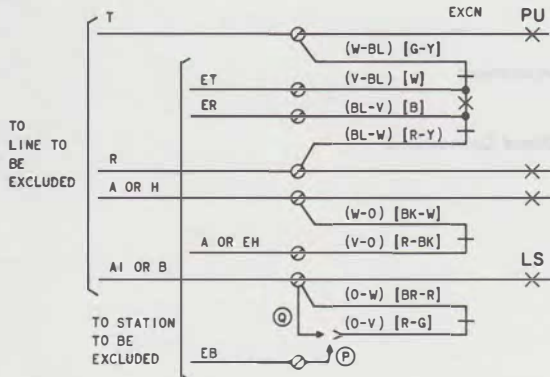 T EXCN PU
(W-BL) [G-Y]
ET (V-BL) [W]
ER (BL-V) [B]
TO
LINE TO
BE
EXCLUDED
(BL-W) [R-Y)
R
A OR H
(W-O) [BK-W]
A OR EH (V-O) [R-BK]
A1 OR B LS
(O-W) [BR-R]
Q (O-V) [R-G]
TO STATION
TO BE
EXCLUDED
EB P